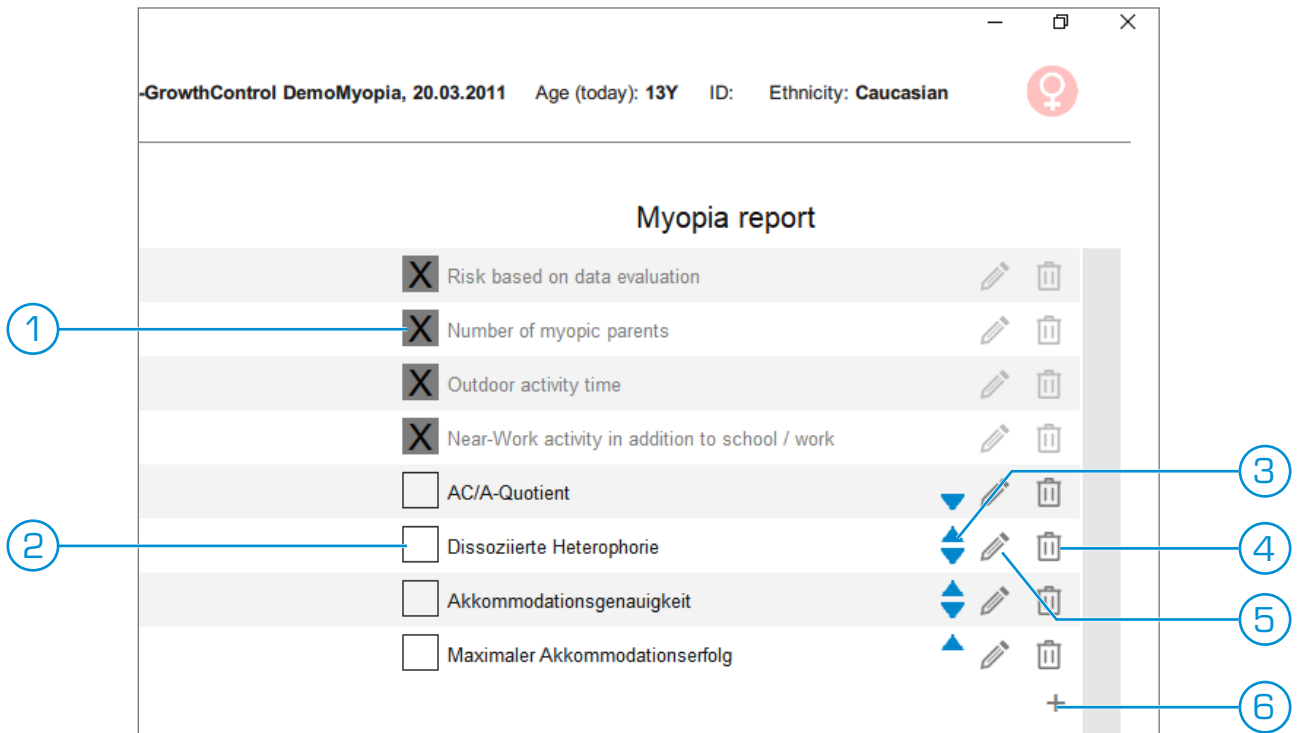 -GrowthControl DemoMyopia, 20.03.2011 Age (today): 13Y ID: Ethnicity: Caucasian
Myopia report
X Risk based on data evaluation
1 X Number of myopic parents
X Outdoor activity time
X Near-Work activity in addition to school / work
AC/A-Quotient 3
2 Dissoziierte Heterophorie 4
Akkommodationsgenauigkeit 5
Maximaler Akkommodationserfolg
+ 6